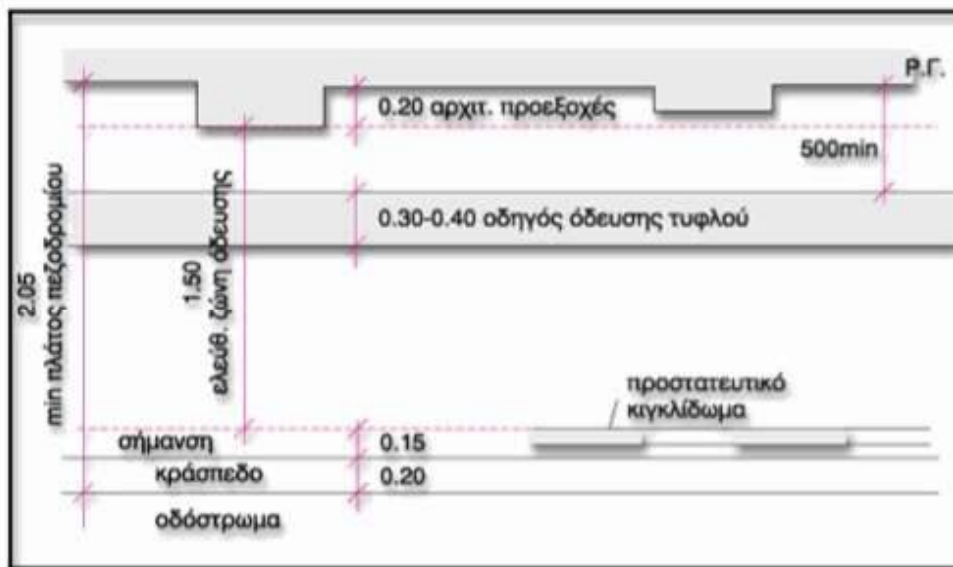 Ρ.Γ.
0.20 αρχιτ. προεξοχές
500min
0.30-0.40 οδηγός όδευσης τυφλού
2.05
min πλάτος πεζοδρομίου
1.50
ελεύθ. ζώνη όδευσης
προστατευτικό
κιγκλίδωμα
σήμανση 0.15
κράσπεδο 0.20
οδόστρωμα